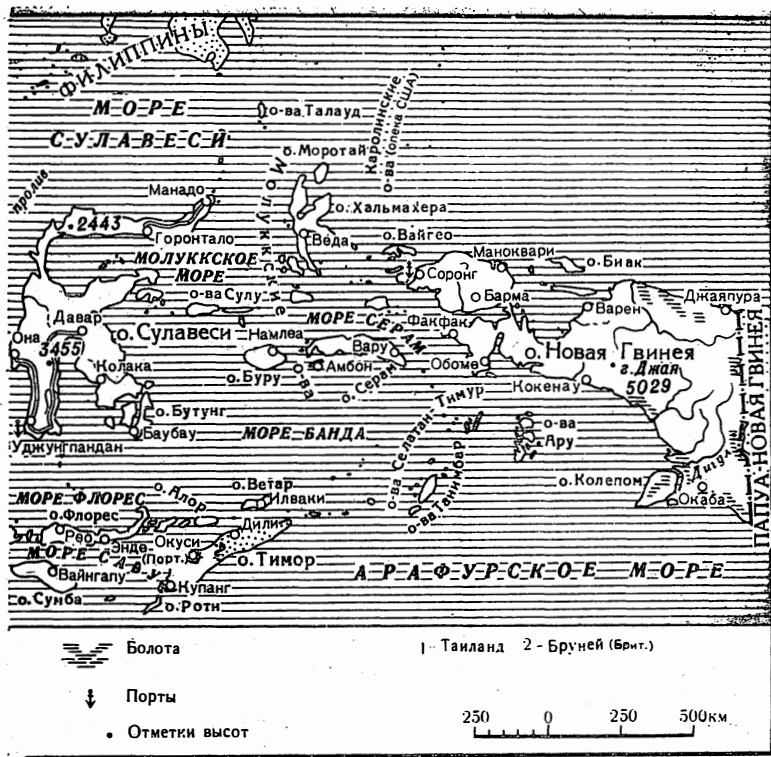 ФИЛИППИНЫ
МОРЕ
СУЛАВЕСИ
о-ва Талауд
Каролинские
о-ва (опека США)
о. Моротай
Молуккские
о-ва
пролив
Манадо
2443
Горонтало
о. Хальмахера
Веда
МОЛУККСКОЕ
МОРЕ
о. Вайгео
Маноквари
о. Биак
Соронг
Барма
о-ва Сулу
МОРЕ СЕРАМ
Варен
Джаяпура
Давар
о. Сулавеси
Намлеа
Факфак
Она
3455
Вару
о. Новая Гвинея
г. Джая
5029
Колака
о. Буру
Амбон
о. Серам
Обоме
Кокенау
ПАПУА-НОВАЯ ГВИНЕЯ
о. Бутунг
Баубау
МОРЕ БАНДА
о-ва Селатан-Тимур
о-ва
Ару
Уджунгпандан
о-ва Танимбар
о. Колепом
Дигул
Окаба
МОРЕ ФЛОРЕС
о. Алор
о. Ветар
Илваки
о. Флорес
Рео
Энде
Окуси
(Порт.)
Дили
МОРЕ САВУ
о. Тимор
АРАФУРСКОЕ МОРЕ
Вайнгапу
Купанг
о. Сумба
о. Роти
Болота
1 - Таиланд 2 - Бруней (Брит.)
Порты
Отметки высот
250 0 250 500км